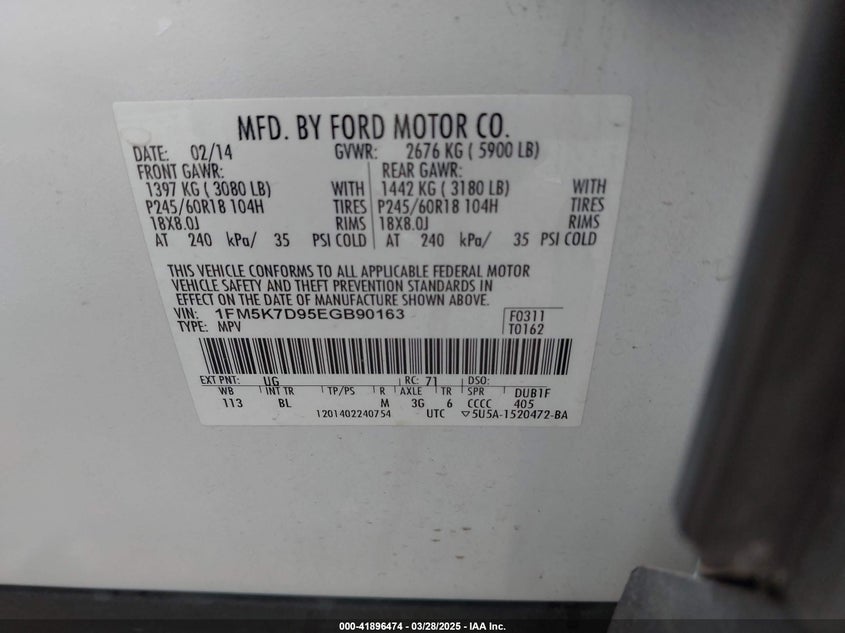 MFD. BY FORD MOTOR CO.
DATE: 02/14 GVWR: 2676 KG ( 5900 LB)
FRONT GAWR: REAR GAWR:
1397 KG ( 3080 LB) WITH 1442 KG ( 3180 LB) WITH
P245/60R18 104H TIRES P245/60R18 104H TIRES
18X8.0J RIMS 18X8.0J RIMS
AT 240 kPa/ 35 PSI COLD AT 240 kPa/ 35 PSI COLD
THIS VEHICLE CONFORMS TO ALL APPLICABLE FEDERAL MOTOR
VEHICLE SAFETY AND THEFT PREVENTION STANDARDS IN
EFFECT ON THE DATE OF MANUFACTURE SHOWN ABOVE.
VIN: 1FM5K7D95EGB90163 F0311
TYPE: MPV T0162
EXT PNT: UG RC: 71 DSO:
WB INT TR TP/PS R AXLE TR SPR DUB1F
113 BL M 3G 6 CCCC 405
1201402240754 UTC ▽5U5A-1520472-BA
000-41896474 | 03/28/2025 | IAA Inc.